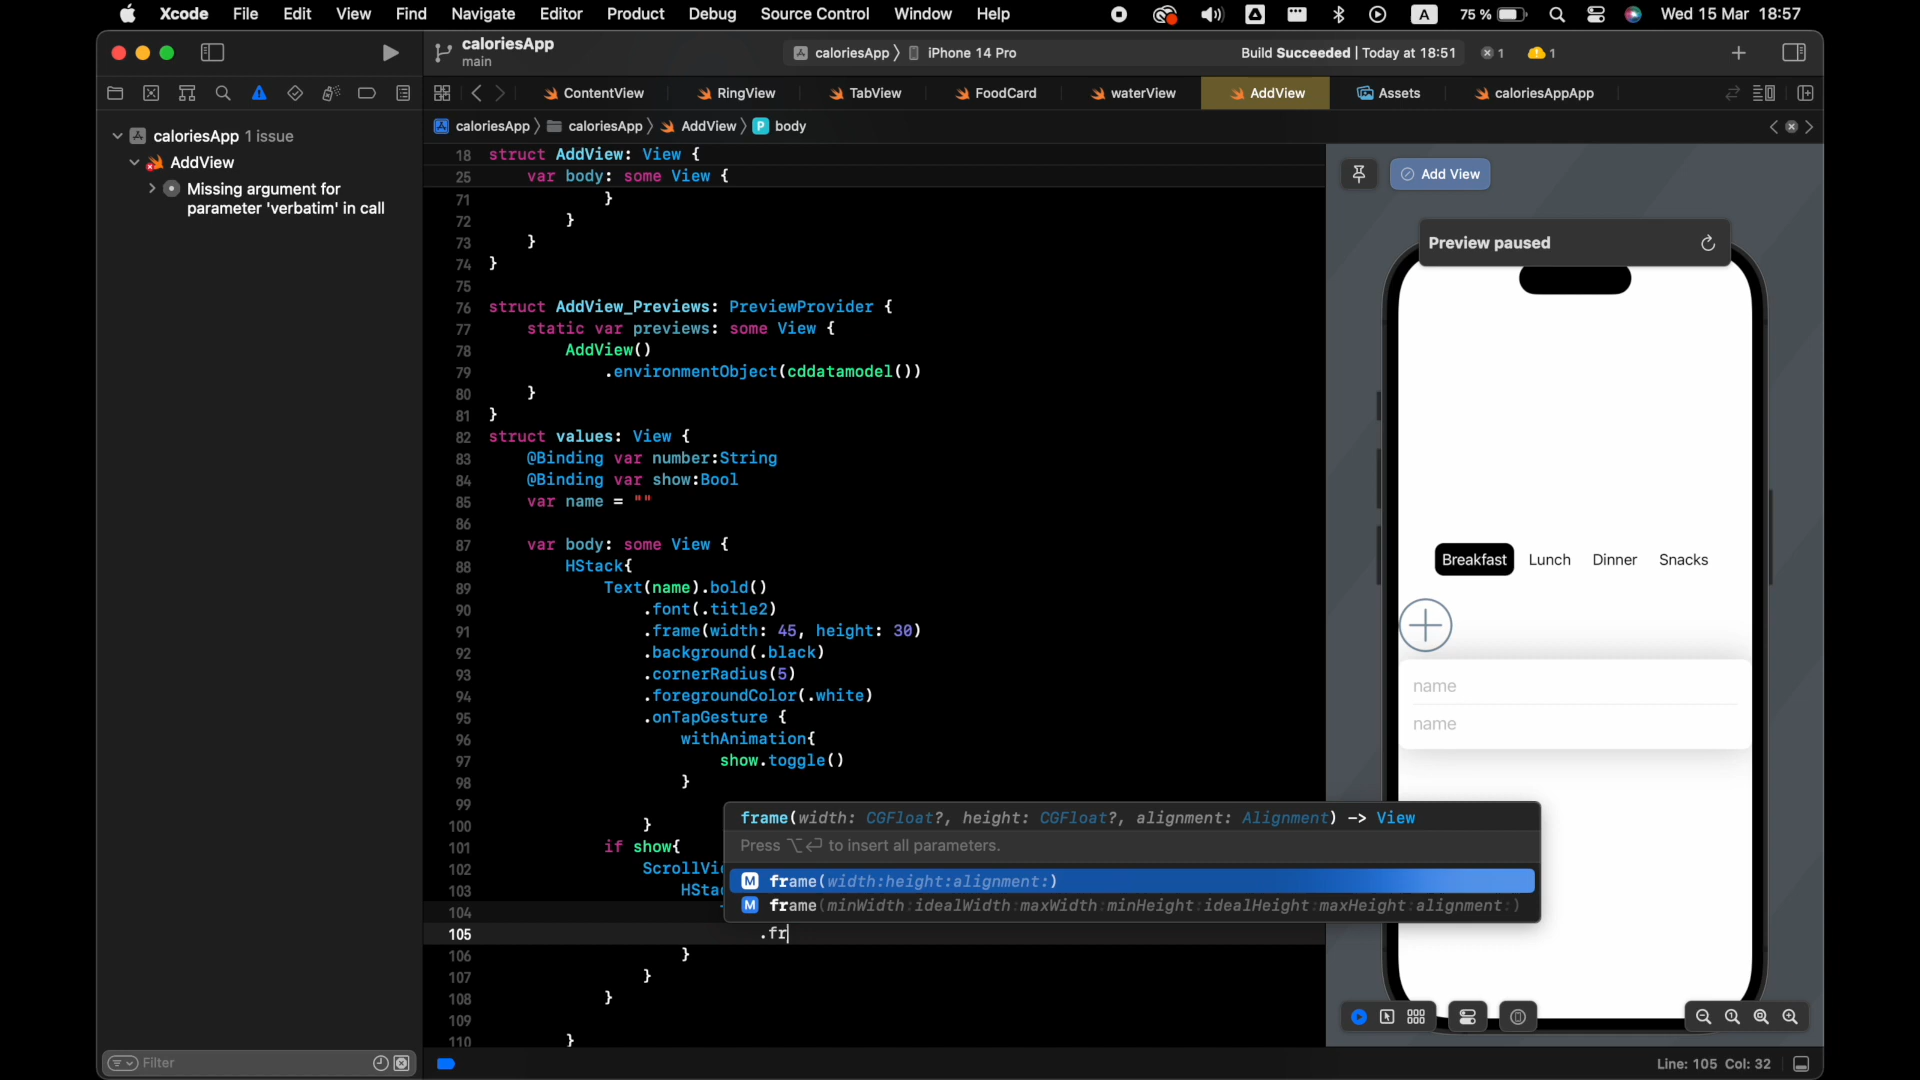 Xcode File Edit View Find Navigate Editor Product Debug Source Control Window Help A 75 % Wed 15 Mar 18:57
caloriesApp
main
caloriesApp iPhone 14 Pro Build Succeeded | Today at 18:51 1 1
ContentView RingView TabView FoodCard waterView AddView Assets caloriesAppApp
caloriesApp caloriesApp AddView P body
caloriesApp 1 issue
AddView
Missing argument for
parameter 'verbatim' in call
Filter
18 struct AddView: View {
25 var body: some View {
71 }
72 }
73 }
74 }
75
76 struct AddView_Previews: PreviewProvider {
77 static var previews: some View {
78 AddView()
79 .environmentObject(cddatamodel())
80 }
81 }
82 struct values: View {
83 @Binding var number:String
84 @Binding var show:Bool
85 var name = ""
86
87 var body: some View {
88 HStack{
89 Text(name).bold()
90 .font(.title2)
91 .frame(width: 45, height: 30)
92 .background(.black)
93 .cornerRadius(5)
94 .foregroundColor(.white)
95 .onTapGesture {
96 withAnimation{
97 show.toggle()
98 }
99
100 }
101 if show{
102 ScrollVi
103 HSta
104
105 .fr
106 }
107 }
108 }
109
110 }
frame(width: CGFloat?, height: CGFloat?, alignment: Alignment) -> View
Press ⌥↩ to insert all parameters.
M frame(width:height:alignment:)
M frame(minWidth:idealWidth:maxWidth:minHeight:idealHeight:maxHeight:alignment:)
Add View
Preview paused
Breakfast Lunch Dinner Snacks
name
name
Line: 105 Col: 32